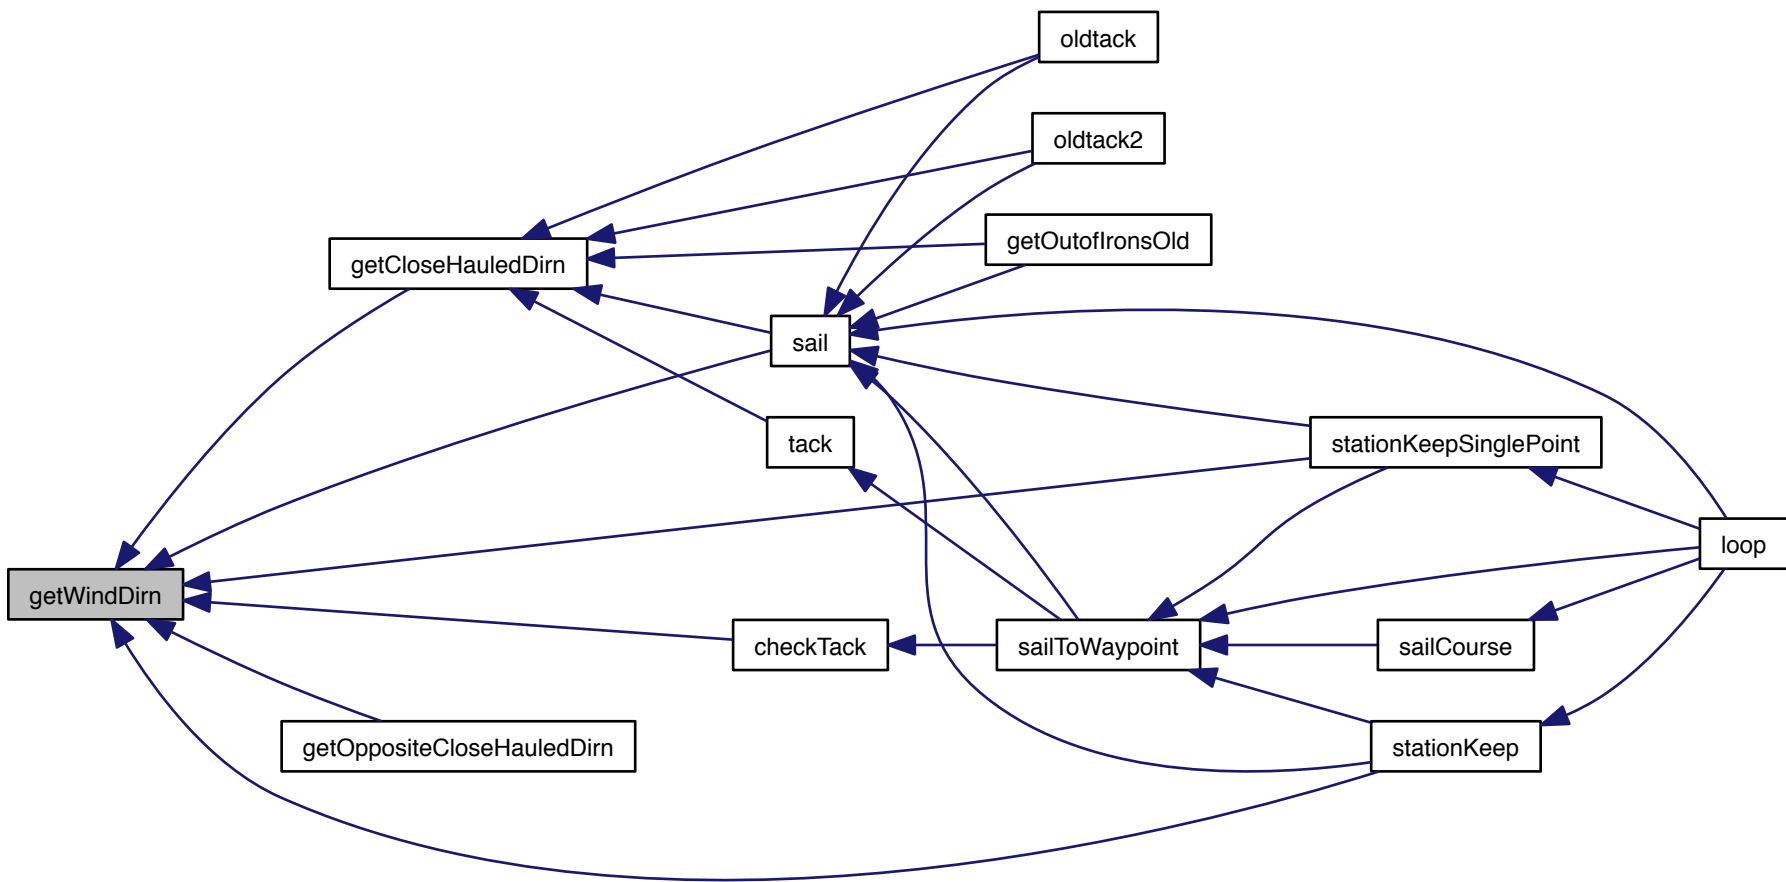 oldtack
oldtack2
getOutofIronsOld
getCloseHauledDirn
sail
tack
stationKeepSinglePoint
loop
getWindDirn
checkTack
sailToWaypoint
sailCourse
getOppositeCloseHauledDirn
stationKeep